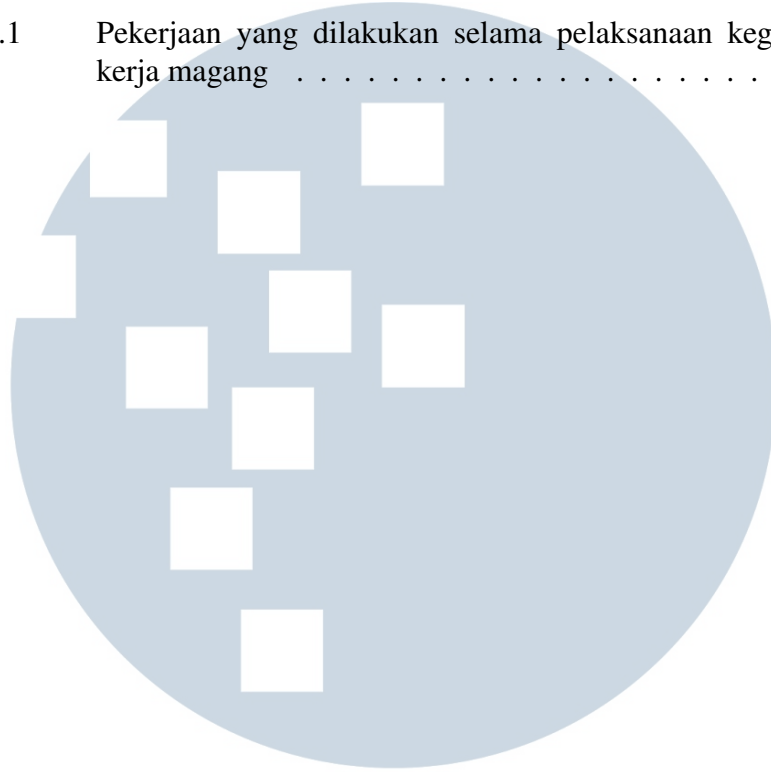 .1 Pekerjaan yang dilakukan selama pelaksanaan keg
kerja magang . . . . . . . . . . . . . . . . . . . .